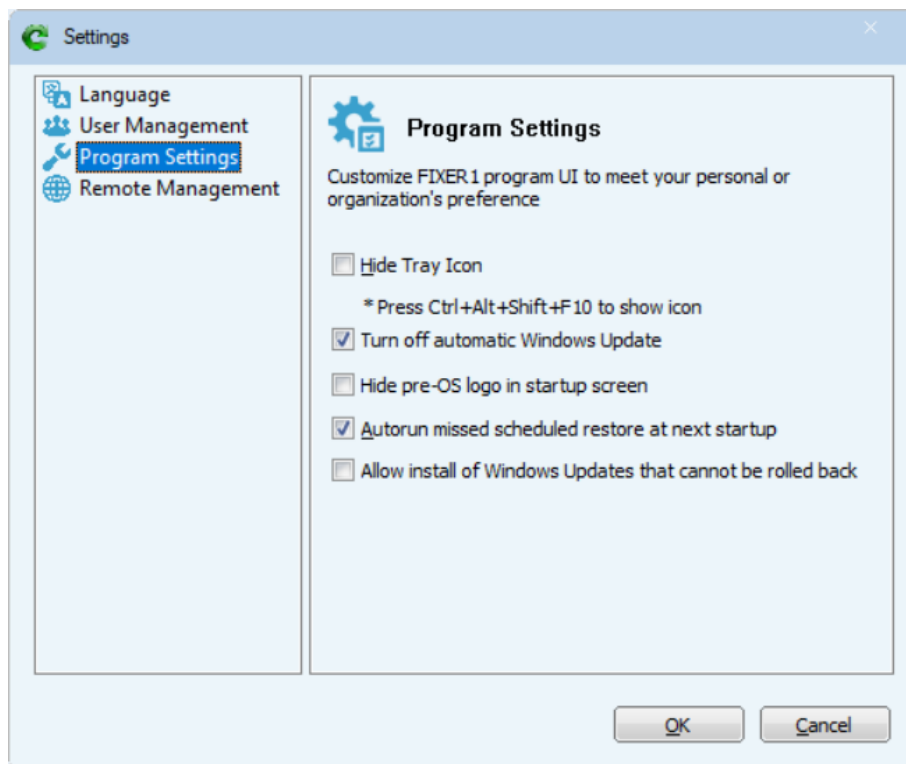 Settings
Language
User Management
Program Settings
Remote Management
Program Settings
Customize FIXER1 program UI to meet your personal or
organization's preference
Hide Tray Icon
* Press Ctrl+Alt+Shift+F10 to show icon
Turn off automatic Windows Update
Hide pre-OS logo in startup screen
Autorun missed scheduled restore at next startup
Allow install of Windows Updates that cannot be rolled back
OK
Cancel